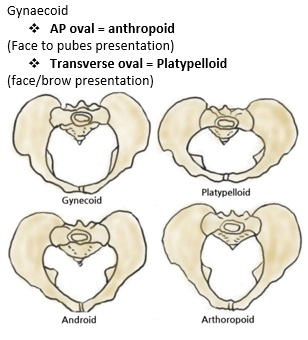 Gynaecoid
❖ AP oval = anthropoid
(Face to pubes presentation)
❖ Transverse oval = Platypelloid
(face/brow presentation)
Gynecoid
Platypelloid
Android
Arthoropoid